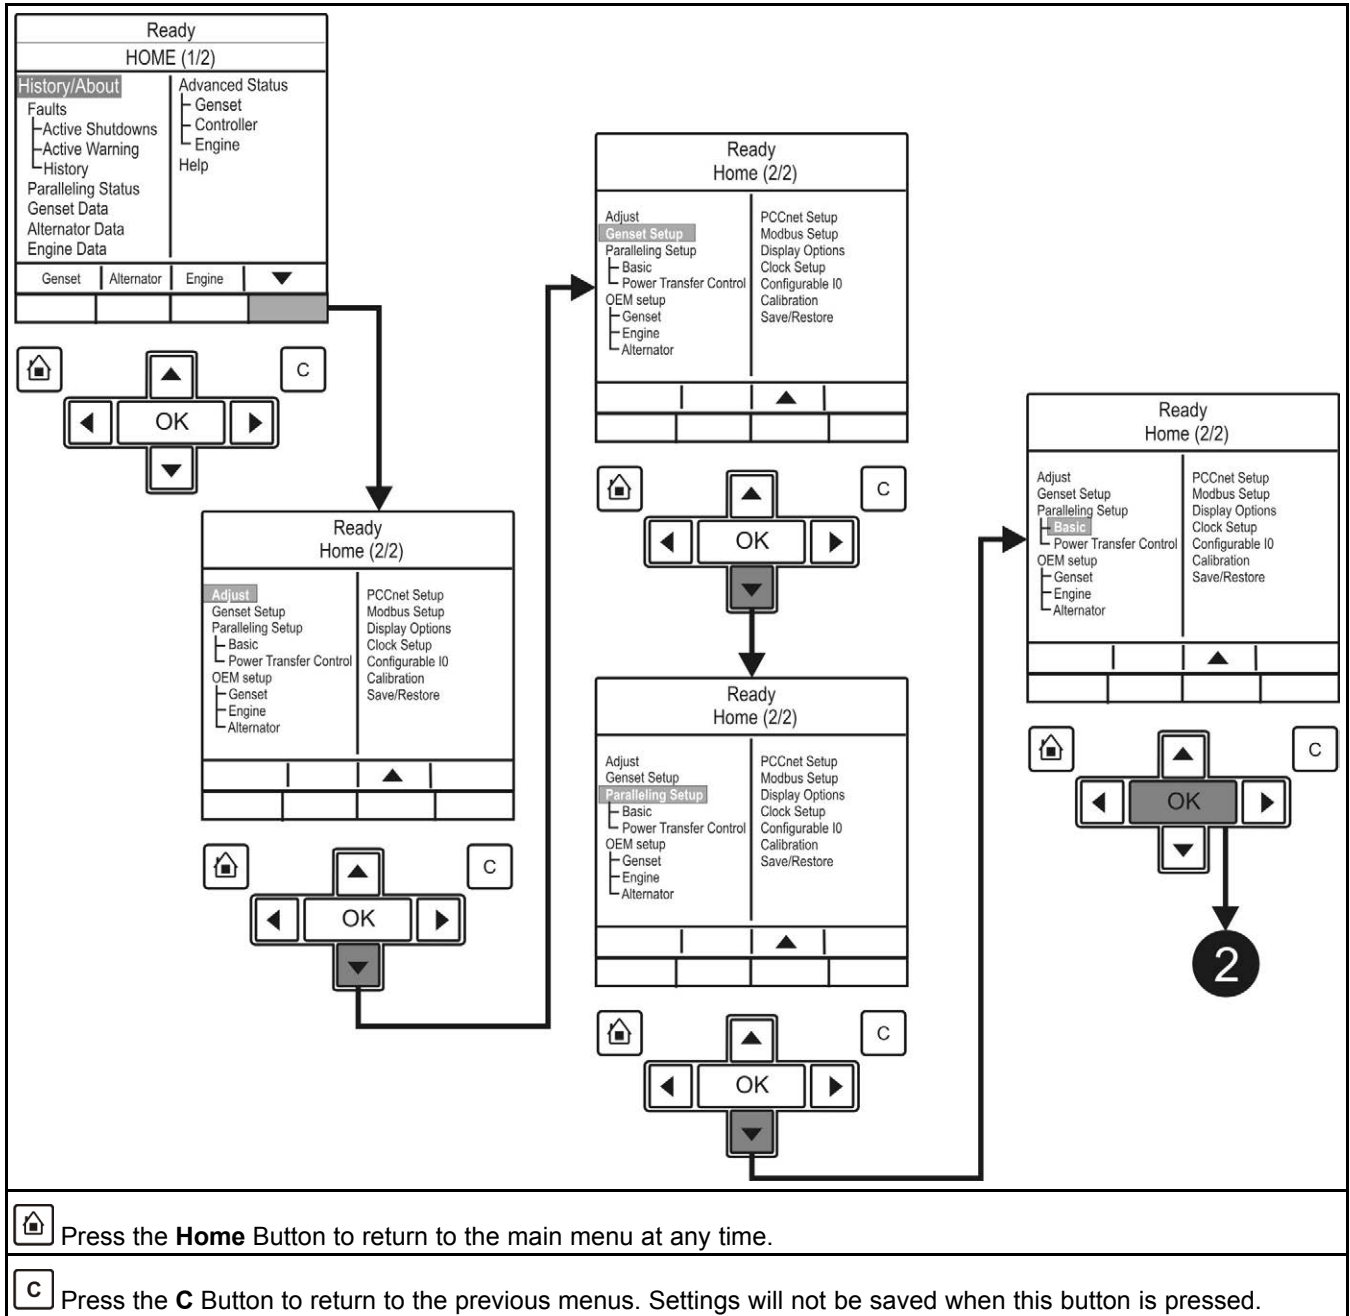 Ready
HOME (1/2)
History/About
Faults
Active Shutdowns
Active Warning
History
Paralleling Status
Genset Data
Alternator Data
Engine Data
Advanced Status
Genset
Controller
Engine
Help
Genset Alternator Engine
C
OK
Ready
Home (2/2)
Adjust
Genset Setup
Paralleling Setup
Basic
Power Transfer Control
OEM setup
Genset
Engine
Alternator
PCCnet Setup
Modbus Setup
Display Options
Clock Setup
Configurable I0
Calibration
Save/Restore
C
OK
Ready
Home (2/2)
Adjust
Genset Setup
Paralleling Setup
Basic
Power Transfer Control
OEM setup
Genset
Engine
Alternator
PCCnet Setup
Modbus Setup
Display Options
Clock Setup
Configurable I0
Calibration
Save/Restore
C
OK
Ready
Home (2/2)
Adjust
Genset Setup
Paralleling Setup
Basic
Power Transfer Control
OEM setup
Genset
Engine
Alternator
PCCnet Setup
Modbus Setup
Display Options
Clock Setup
Configurable I0
Calibration
Save/Restore
C
OK
Ready
Home (2/2)
Adjust
Genset Setup
Paralleling Setup
Basic
Power Transfer Control
OEM setup
Genset
Engine
Alternator
PCCnet Setup
Modbus Setup
Display Options
Clock Setup
Configurable I0
Calibration
Save/Restore
C
OK
2
Press the Home Button to return to the main menu at any time.
C Press the C Button to return to the previous menus. Settings will not be saved when this button is pressed.